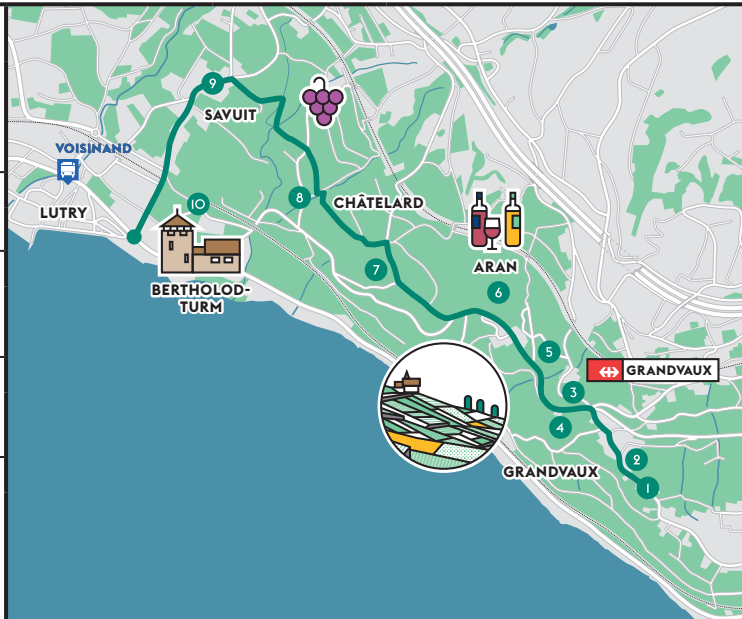 9
SAVUIT
VOISINAND
LUTRY
10
8
CHÂTELARD
BERTHOLOD-
TURM
7
ARAN
6
5
GRANDVAUX
3
4
GRANDVAUX
2
1